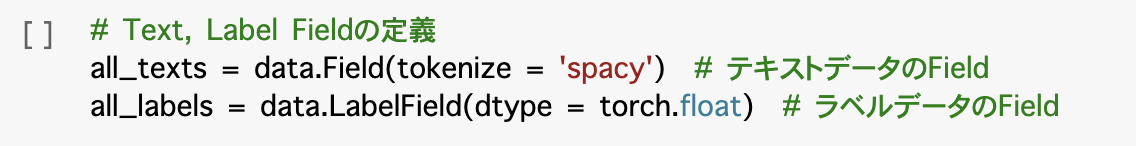 [ ] # Text, Label Fieldの定義
all_texts = data.Field(tokenize = 'spacy') # テキストデータのField
all_labels = data.LabelField(dtype = torch.float) # ラベルデータのField